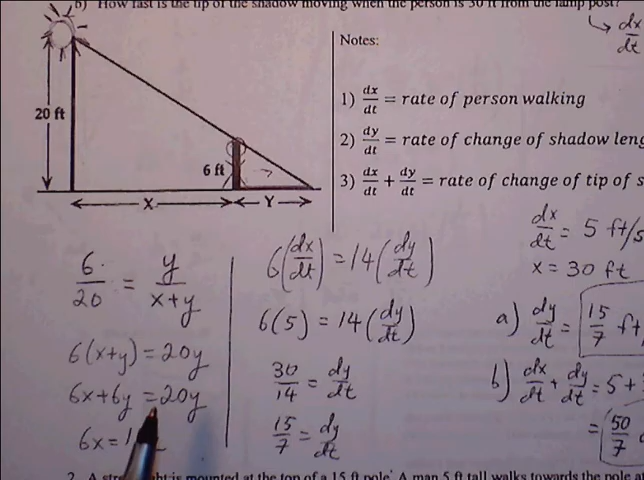 b) How fast is the tip of the shadow moving when the person is 30 ft from the lamp post?
dx/dt
Notes:
20 ft
6 ft
X
Y
1) dx/dt = rate of person walking
2) dy/dt = rate of change of shadow
3) dx/dt + dy/dt = rate of change of tip of
6/20 = y/x+y
6(x+y) = 20y
6x+6y = 20y
6x =
6(dx/dt) = 14(dy/dt)
6(5) = 14(dy/dt)
30/14 = dy/dt
15/7 = dy/dt
dx/dt = 5 ft/s
x = 30 ft
a) dy/dt = 15/7 ft
b) dx/dt + dy/dt = 5+
= 50/7
2. A street light is mounted at the top of a 15 ft pole. A man 5 ft tall walks towards the pole